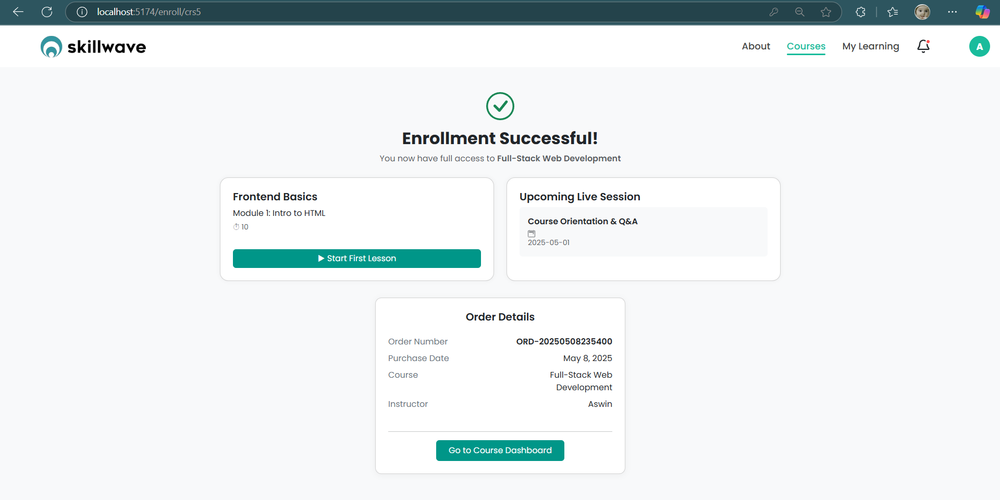 localhost:5174/enroll/crs5
skillwave
About
Courses
My Learning
A
Enrollment Successful!
You now have full access to Full-Stack Web Development
Frontend Basics
Module 1: Intro to HTML
10
Start First Lesson
Upcoming Live Session
Course Orientation & Q&A
2025-05-01
Order Details
Order Number ORD-20250508235400
Purchase Date May 8, 2025
Course Full-Stack Web
Development
Instructor Aswin
Go to Course Dashboard